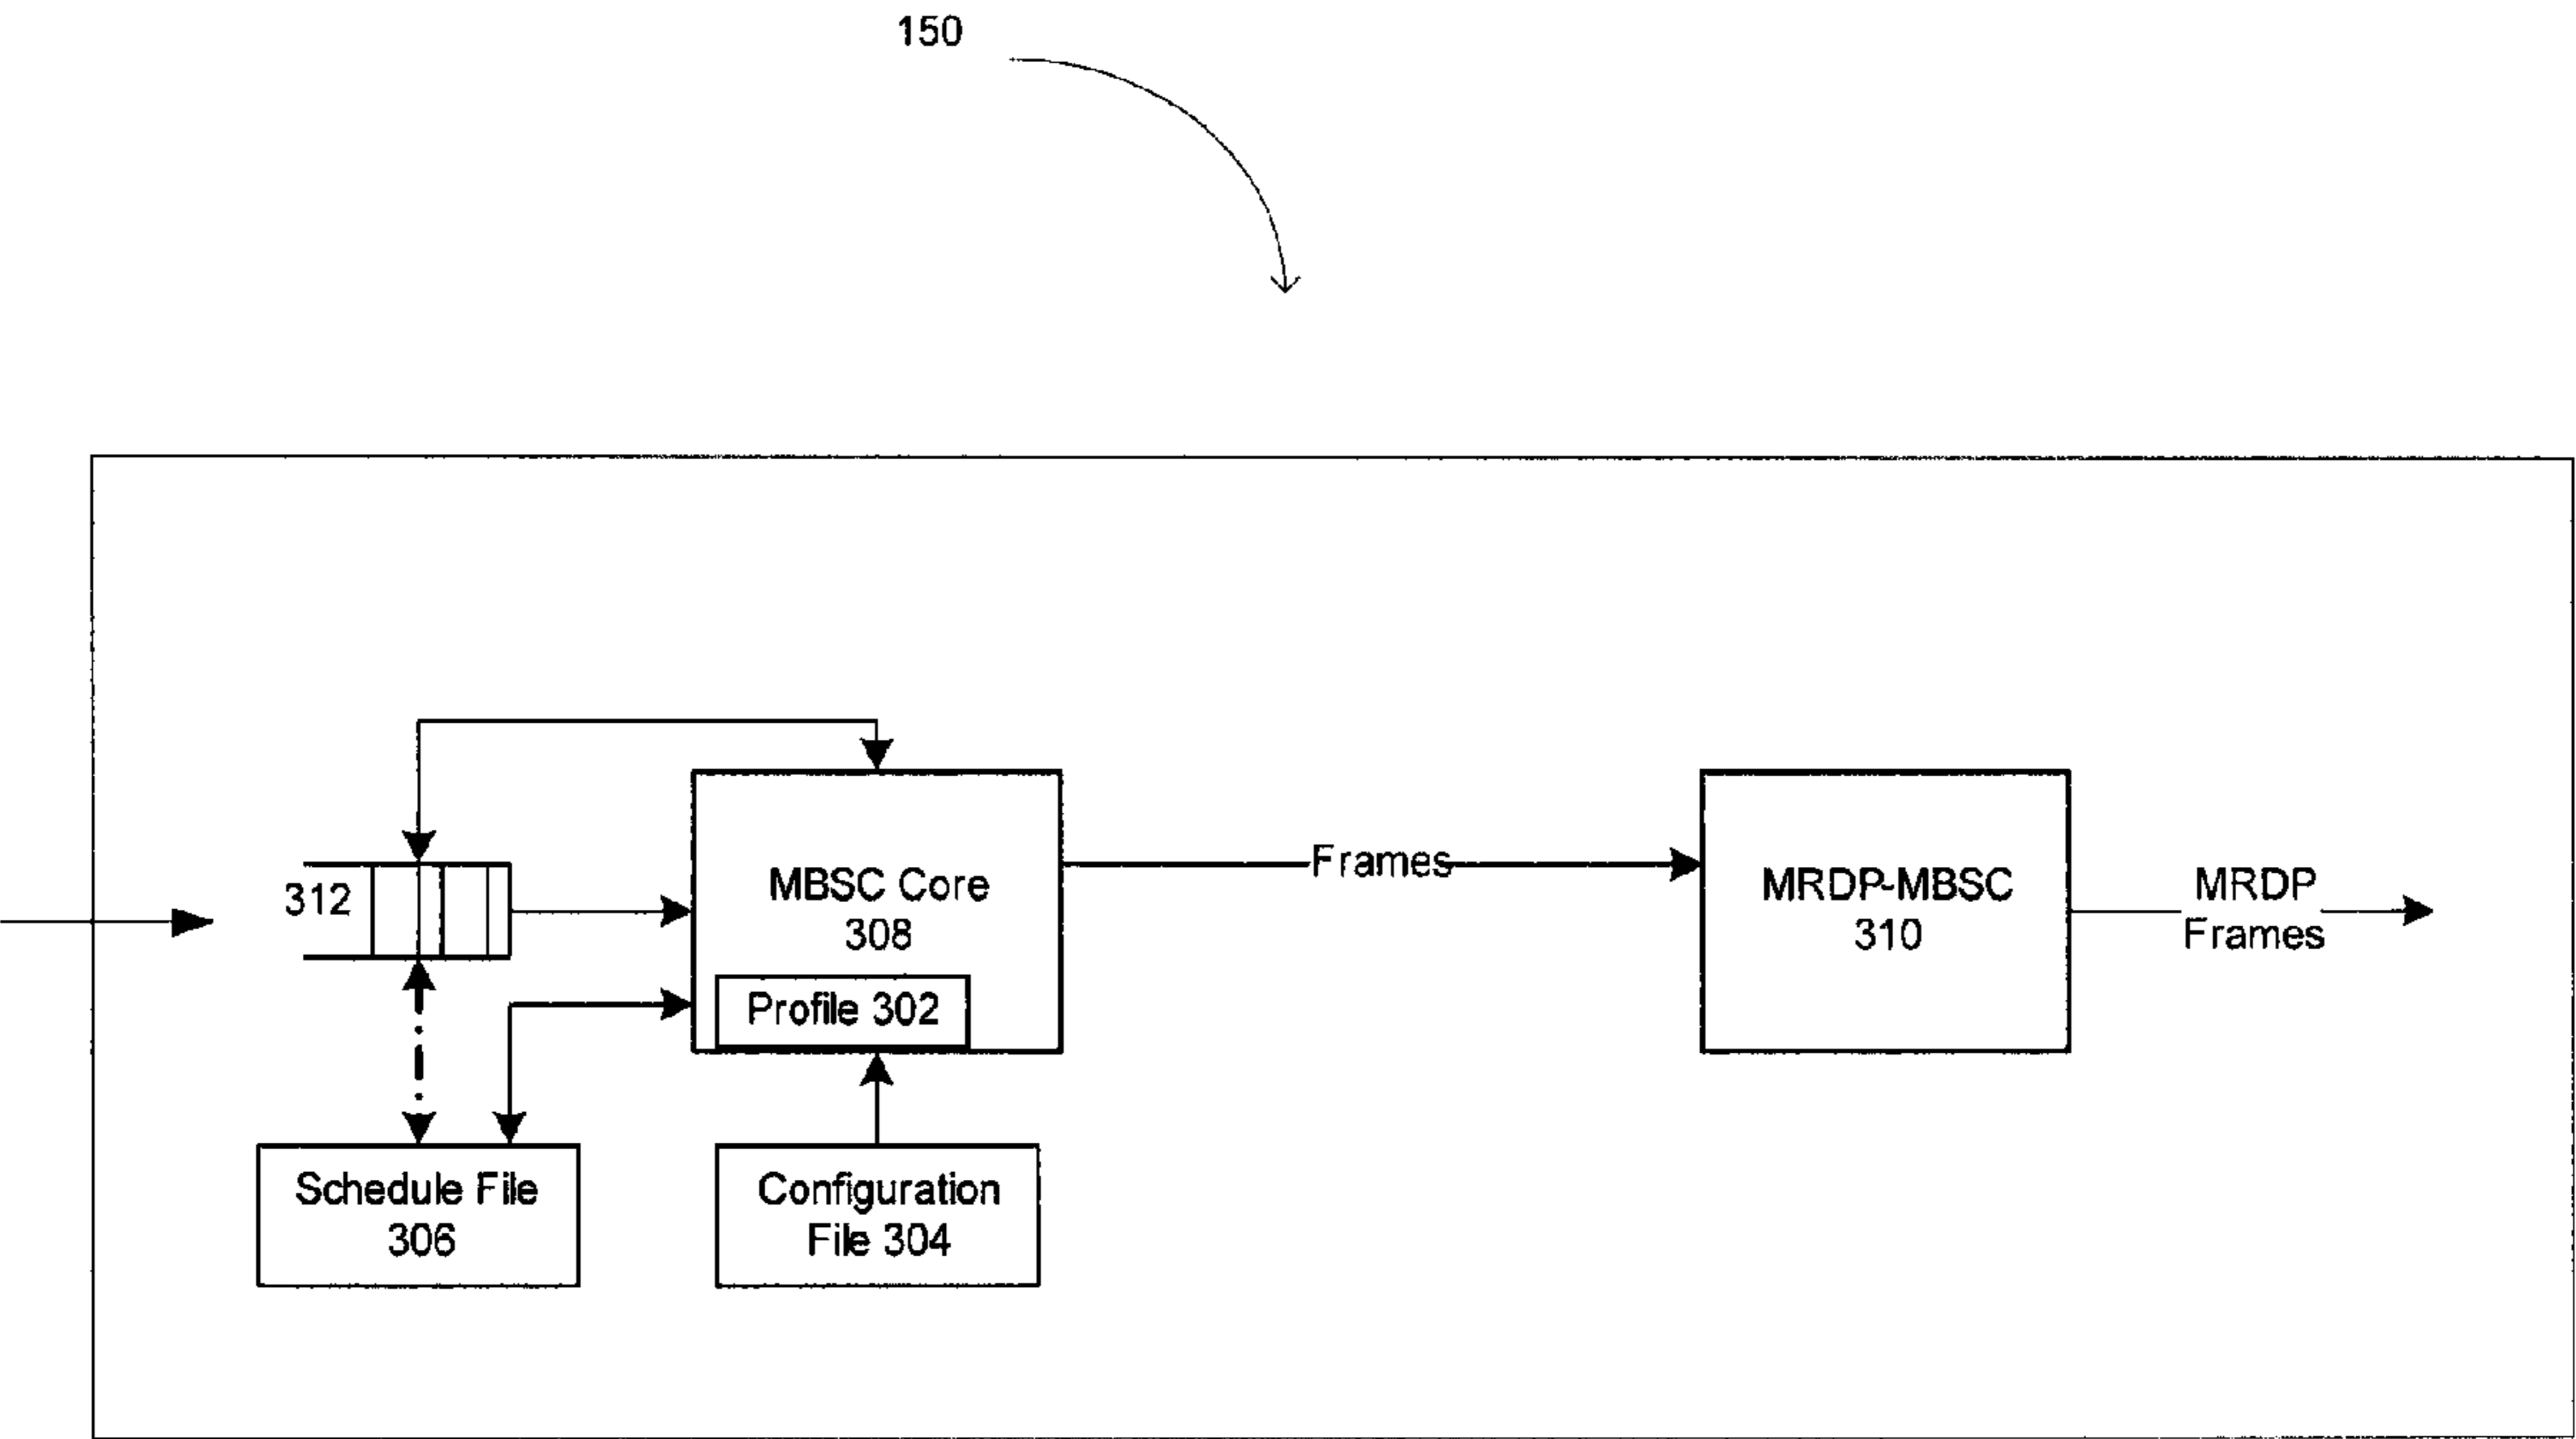 150
312
MBSC Core
308
Profile 302
Frames
MRDP-MBSC
310
MRDP
Frames
Schedule File
306
Configuration
File 304